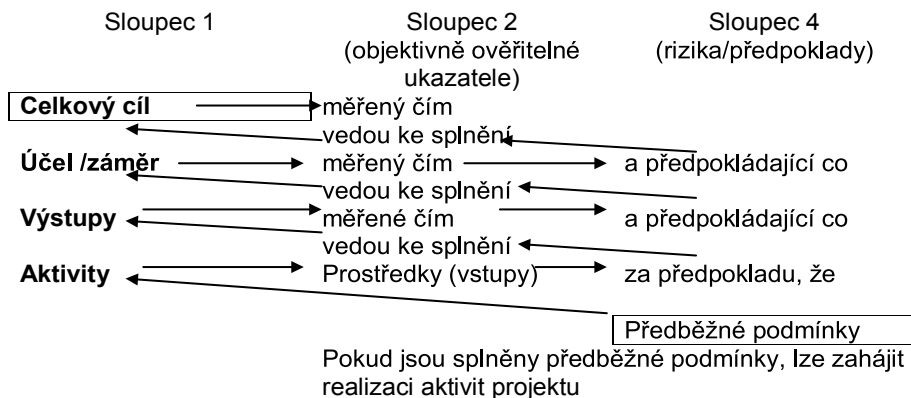 Sloupec 1 Sloupec 2 Sloupec 4
(objektivně ověřitelné (rizika/předpoklady)
ukazatele)
Celkový cíl měřený čím
vedou ke splnění
Účel /záměr měřený čím a předpokládající co
vedou ke splnění
Výstupy měřené čím a předpokládající co
vedou ke splnění
Aktivity Prostředky (vstupy) za předpokladu, že
Předběžné podmínky
Pokud jsou splněny předběžné podmínky, lze zahájit
realizaci aktivit projektu